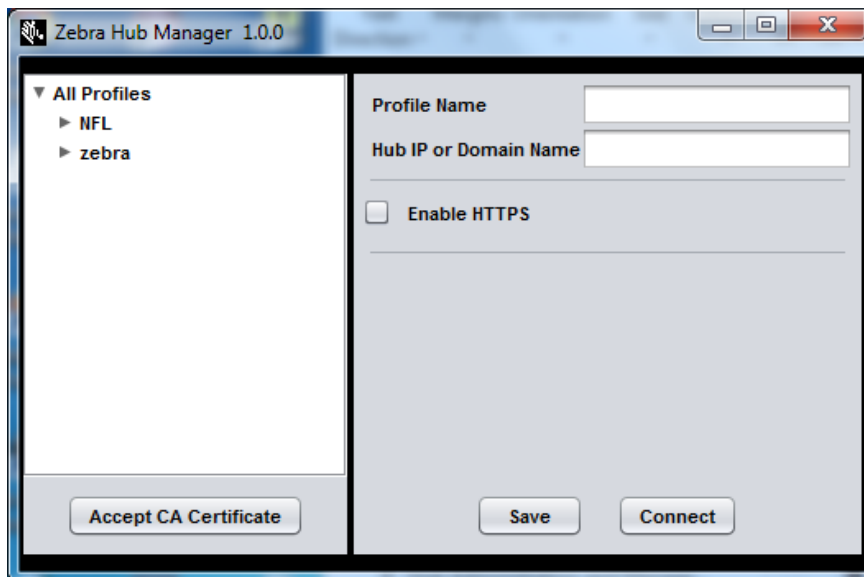 Zebra Hub Manager 1.0.0
All Profiles
NFL
zebra
Accept CA Certificate
Profile Name
Hub IP or Domain Name
Enable HTTPS
Save
Connect